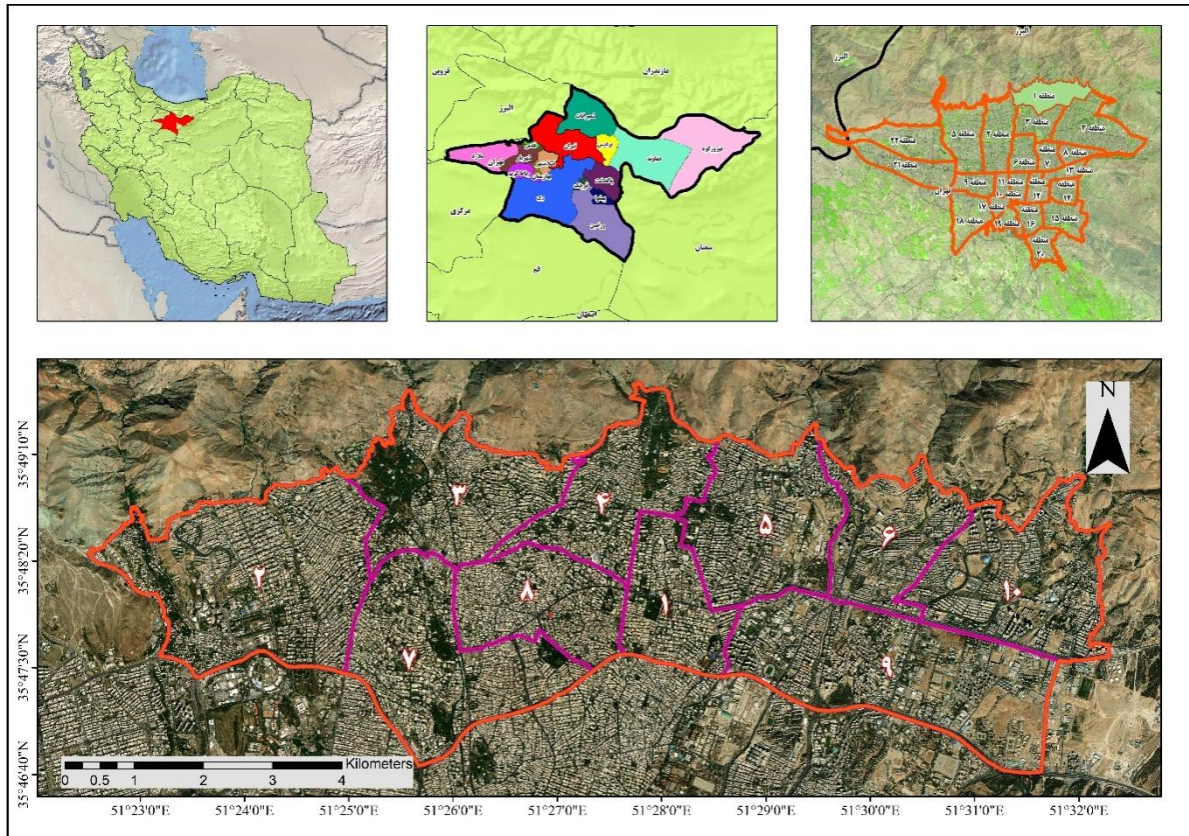 قزوین
مازندران
البرز
شمیرانات
تهران
پردیس
دماوند
فیروزکوه
ملارد
شهریار
پاکدشت
ری
ورامین
مرکزی
قم
سمنان
اصفهان
البرز
البرز
منطقه ۱
منطقه ۵
منطقه ۲
منطقه ۳
منطقه ۲۲
منطقه
۷
منطقه ۸
منطقه ۶
منطقه ۲۱
منطقه ۱۳
تهران
منطقه ۹
منطقه ۱۱
منطقه
۱۲
منطقه ۱۰
منطقه
۱۴
منطقه ۱۷
منطقه ۱۸
منطقه ۱۹
منطقه
۱۶
منطقه ۱۵
منطقه
۲۰
N
35°49'10"N
35°48'20"N
35°47'30"N
35°46'40"N
۳
۴
۵
۶
۲
۸
۱
۱۰
۷
۹
Kilometers
0 0.5 1 2 3 4
51°23'0"E 51°24'0"E 51°25'0"E 51°26'0"E 51°27'0"E 51°28'0"E 51°29'0"E 51°30'0"E 51°31'0"E 51°32'0"E